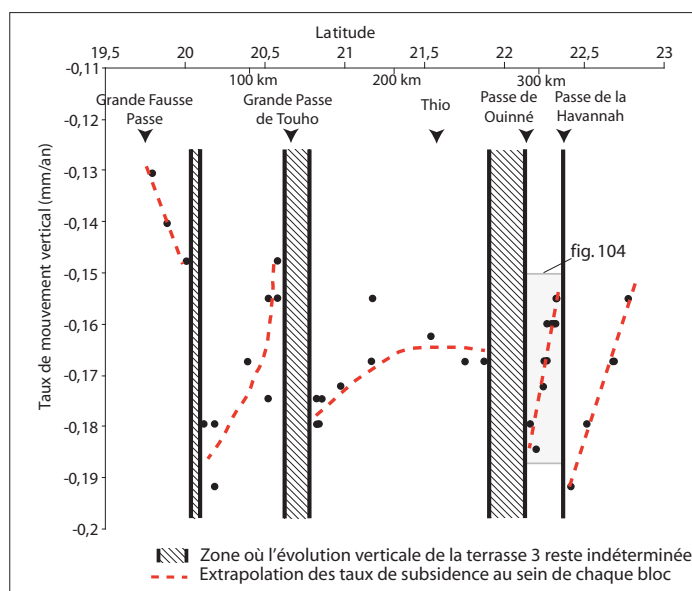 Latitude
19,5 20 20,5 21 21,5 22 22,5 23
100 km 200 km 300 km
Grande Fausse
Passe
Grande Passe
de Touho
Thio
Passe de
Ouinné
Passe de la
Havannah
Taux de mouvement vertical (mm/an)
-0,11
-0,12
-0,13
-0,14
-0,15
-0,16
-0,17
-0,18
-0,19
-0,2
fig. 104
Zone où l'évolution verticale de la terrasse 3 reste indéterminée
Extrapolation des taux de subsidence au sein de chaque bloc